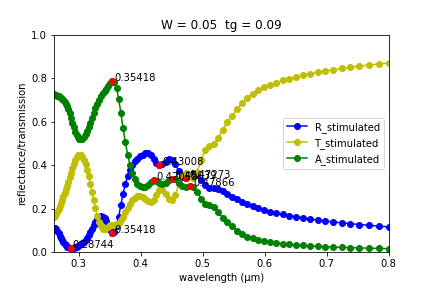 W = 0.05  tg = 0.09
reflectance/transmission
1.0
0.8
0.6
0.4
0.2
0.0
0.35418
0.43008
0.47866
0.28744
0.35418
R_stimulated
T_stimulated
A_stimulated
0.3
0.4
0.5
0.6
0.7
0.8
wavelength (μm)